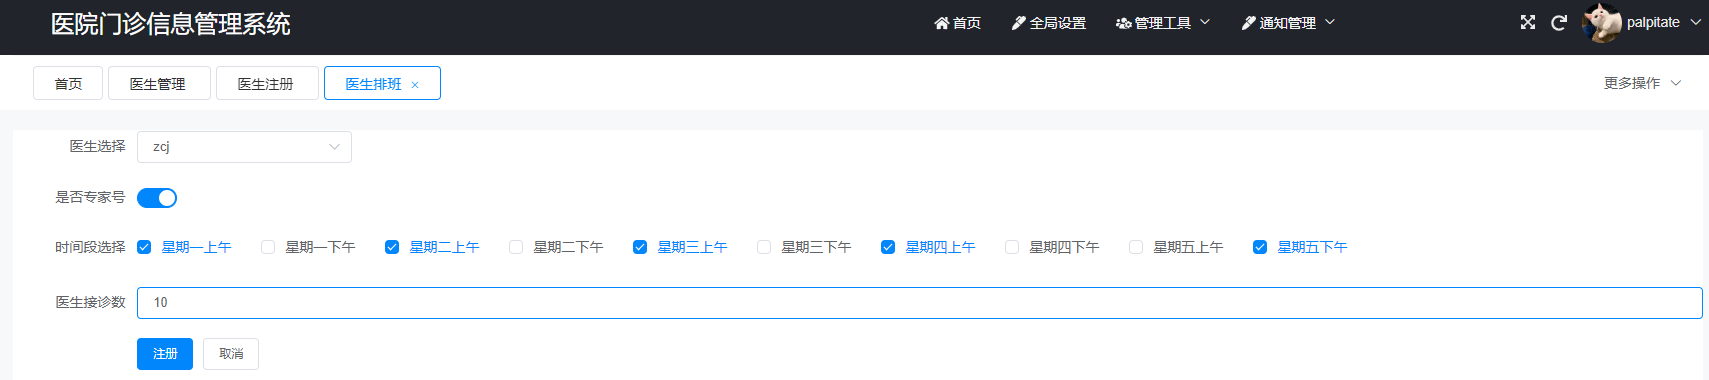 医院门诊信息管理系统 首页 全局设置 管理工具 通知管理 palpitate
首页 医生管理 医生注册 医生排班 × 更多操作
医生选择 zcj
是否专家号
时间段选择 星期一上午 星期一下午 星期二上午 星期二下午 星期三上午 星期三下午 星期四上午 星期四下午 星期五上午 星期五下午
医生接诊数 10
注册 取消